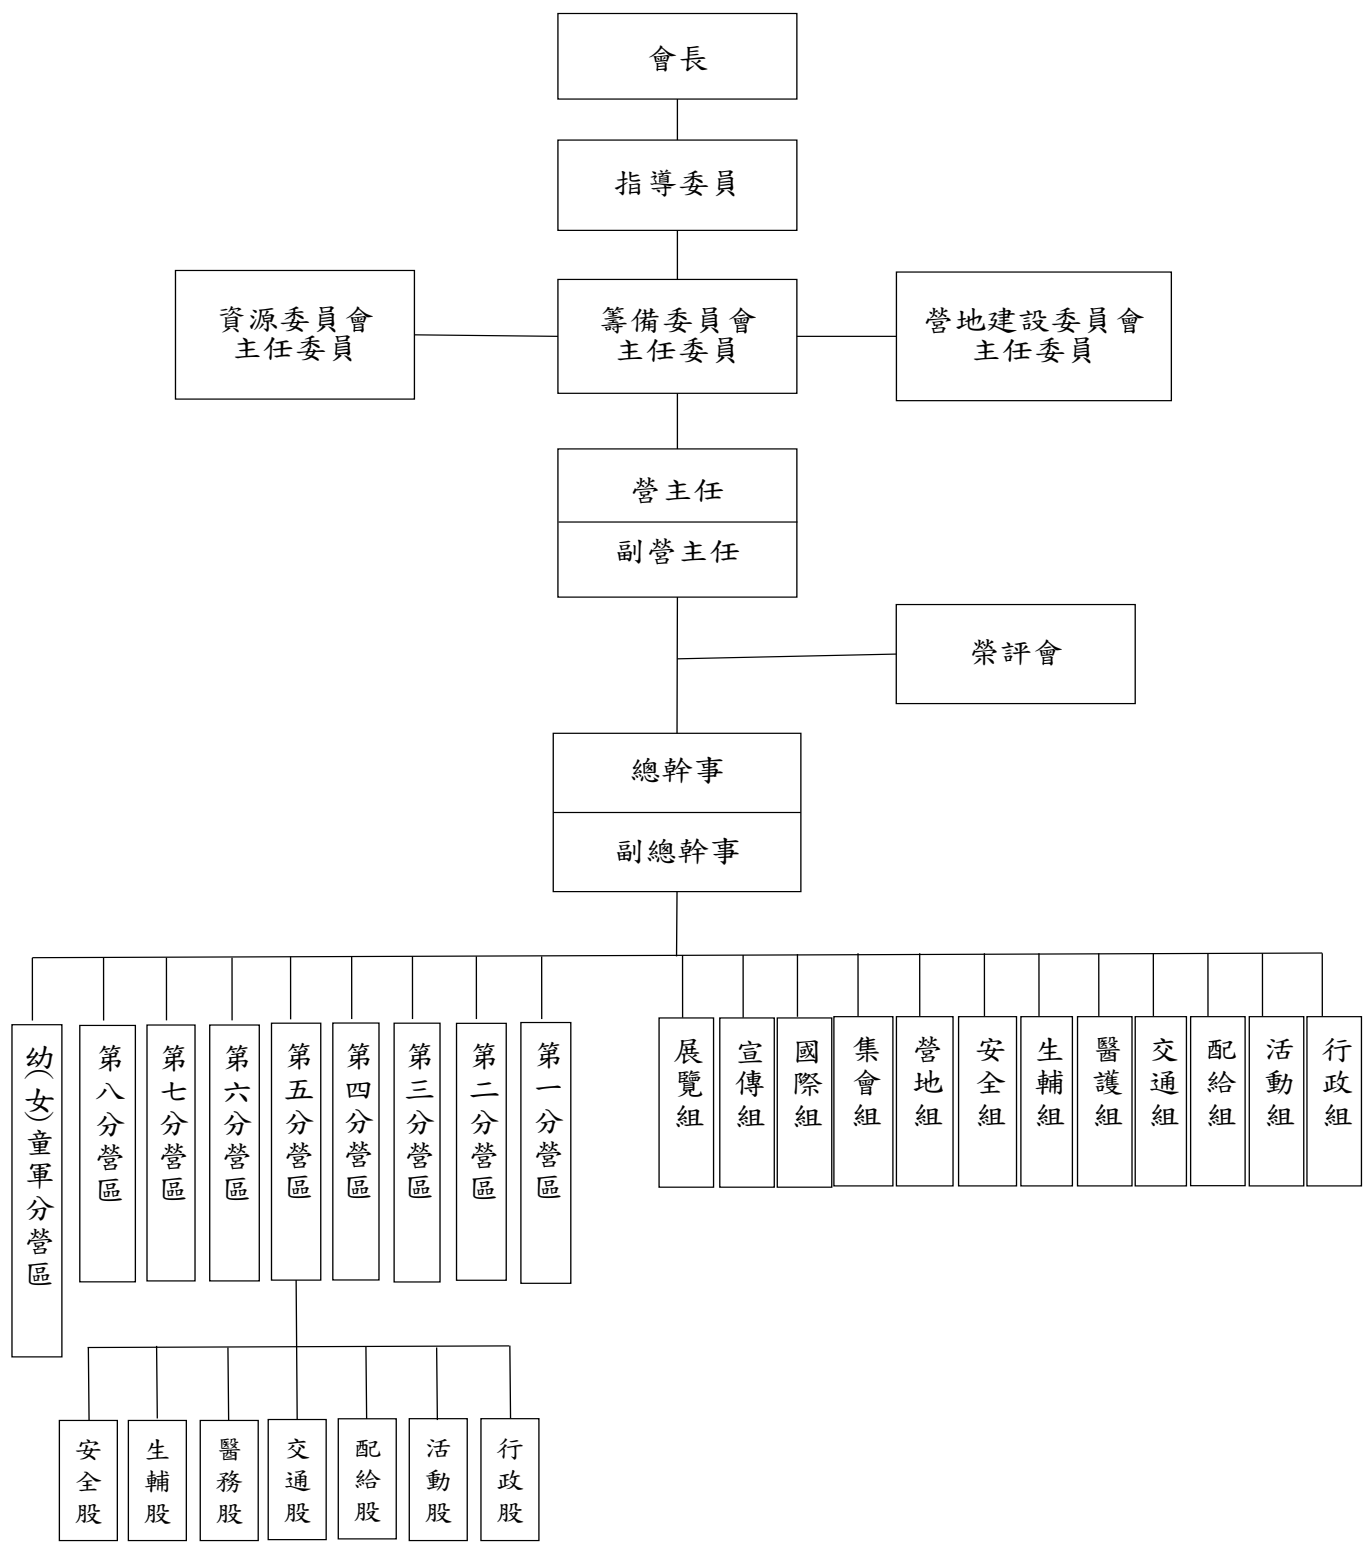 會長
指導委員
資源委員會
主任委員
籌備委員會
主任委員
營地建設委員會
主任委員
營主任
副營主任
榮評會
總幹事
副總幹事
幼(女)童軍分營區
第八分營區
第七分營區
第六分營區
第五分營區
第四分營區
第三分營區
第二分營區
第一分營區
展覽組
宣傳組
國際組
集會組
營地組
安全組
生輔組
醫護組
交通組
配給組
活動組
行政組
安全股
生輔股
醫務股
交通股
配給股
活動股
行政股